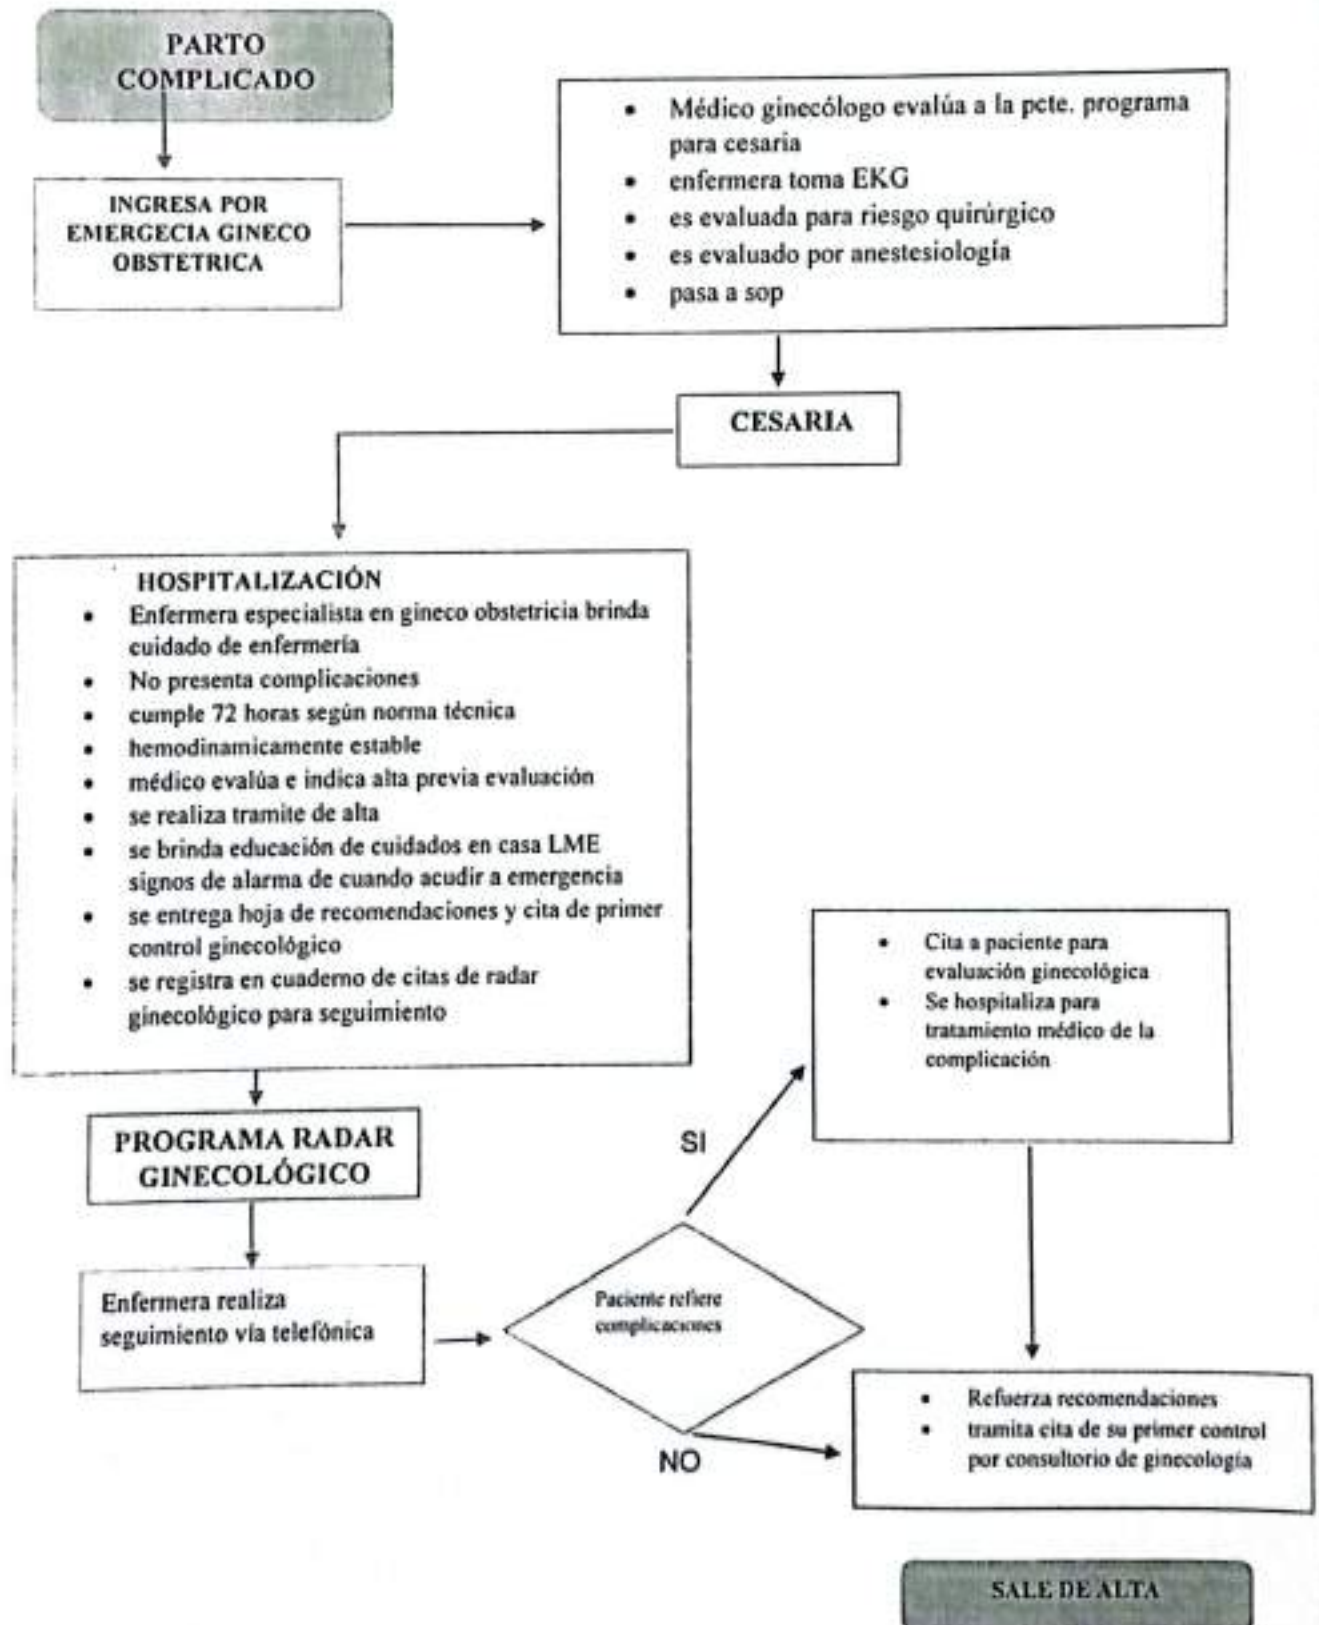 PARTO
COMPLICADO
INGRESA POR
EMERGECIA GINECO
OBSTETRICA
• Médico ginecólogo evalúa a la pcte. programa
para cesaria
• enfermera toma EKG
• es evaluada para riesgo quirúrgico
• es evaluado por anestesiología
• pasa a sop
CESARIA
HOSPITALIZACIÓN
• Enfermera especialista en gineco obstetricia brinda
cuidado de enfermería
• No presenta complicaciones
• cumple 72 horas según norma técnica
• hemodinamicamente estable
• médico evalúa e indica alta previa evaluación
• se realiza tramite de alta
• se brinda educación de cuidados en casa LME
signos de alarma de cuando acudir a emergencia
• se entrega hoja de recomendaciones y cita de primer
control ginecológico
• se registra en cuaderno de citas de radar
ginecológico para seguimiento
PROGRAMA RADAR
GINECOLÓGICO
Enfermera realiza
seguimiento vía telefónica
Paciente refiere
complicaciones
SI
• Cita a paciente para
evaluación ginecológica
• Se hospitaliza para
tratamiento médico de la
complicación
NO
• Refuerza recomendaciones
• tramita cita de su primer control
por consultorio de ginecología
SALE DE ALTA